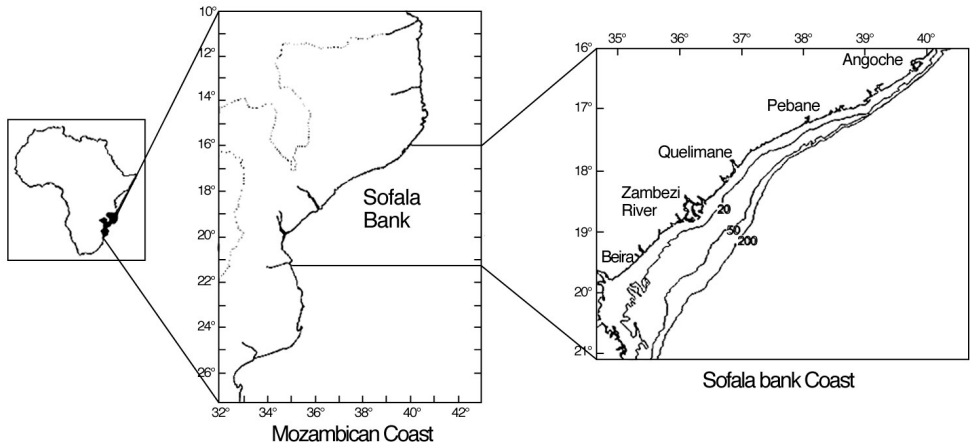 10°
12°
14°
16°
18°
20°
22°
24°
26°
32° 34° 36° 38° 40° 42°
Sofala
Bank
Mozambican Coast
35° 36° 37° 38° 39° 40°
16°
17°
18°
19°
20°
21°
Angoche
Pebane
Quelimane
Zambezi
River
Beira
20
50
200
Sofala bank Coast